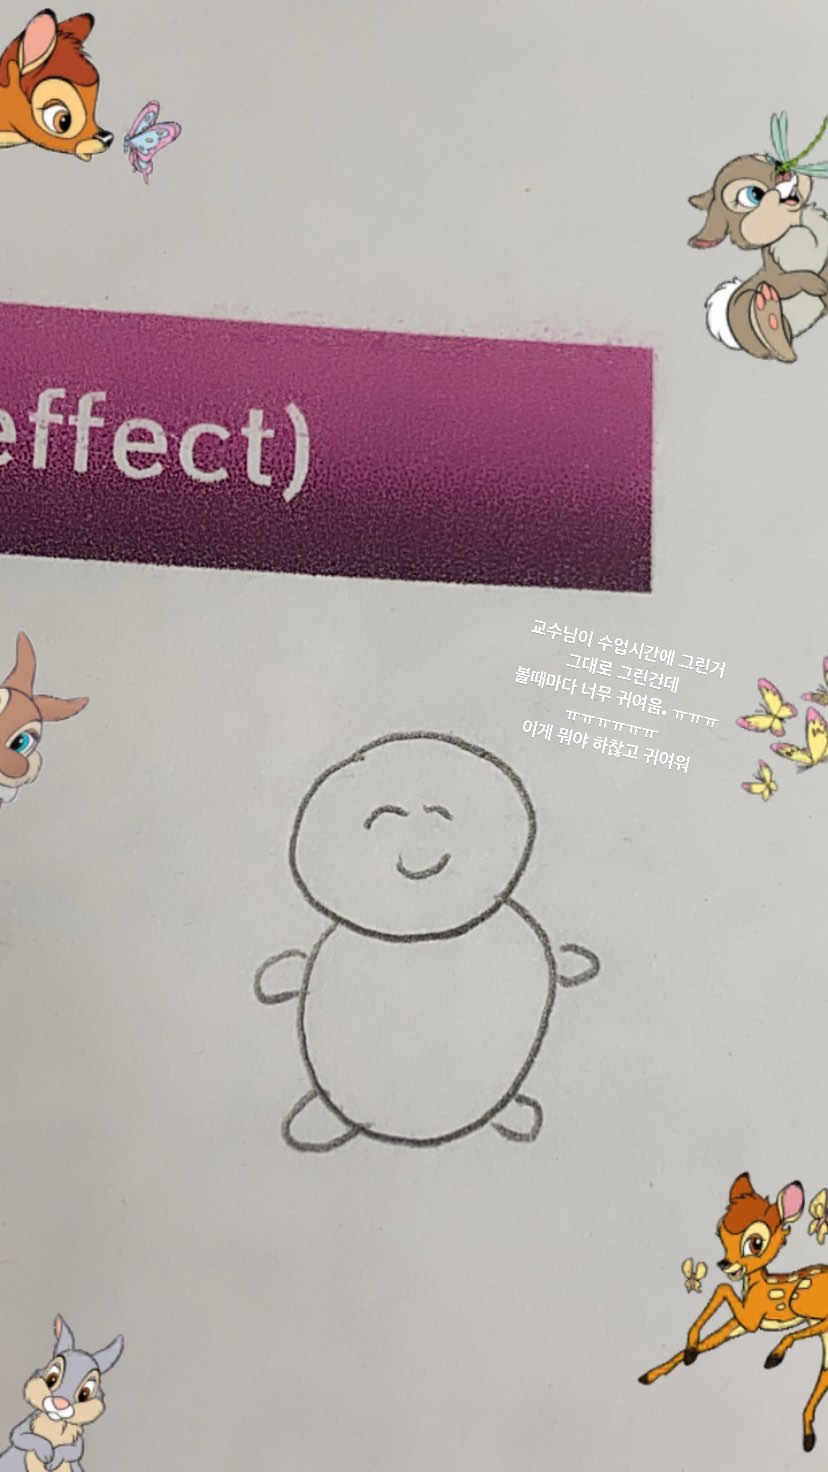 effect)
교수님이 수업시간에 그린거
그대로 그린건데
볼때마다 너무 귀여움. ㅠㅠㅠ
ㅠㅠㅠㅠㅠㅠ
이게 뭐야 하찮고 귀여워